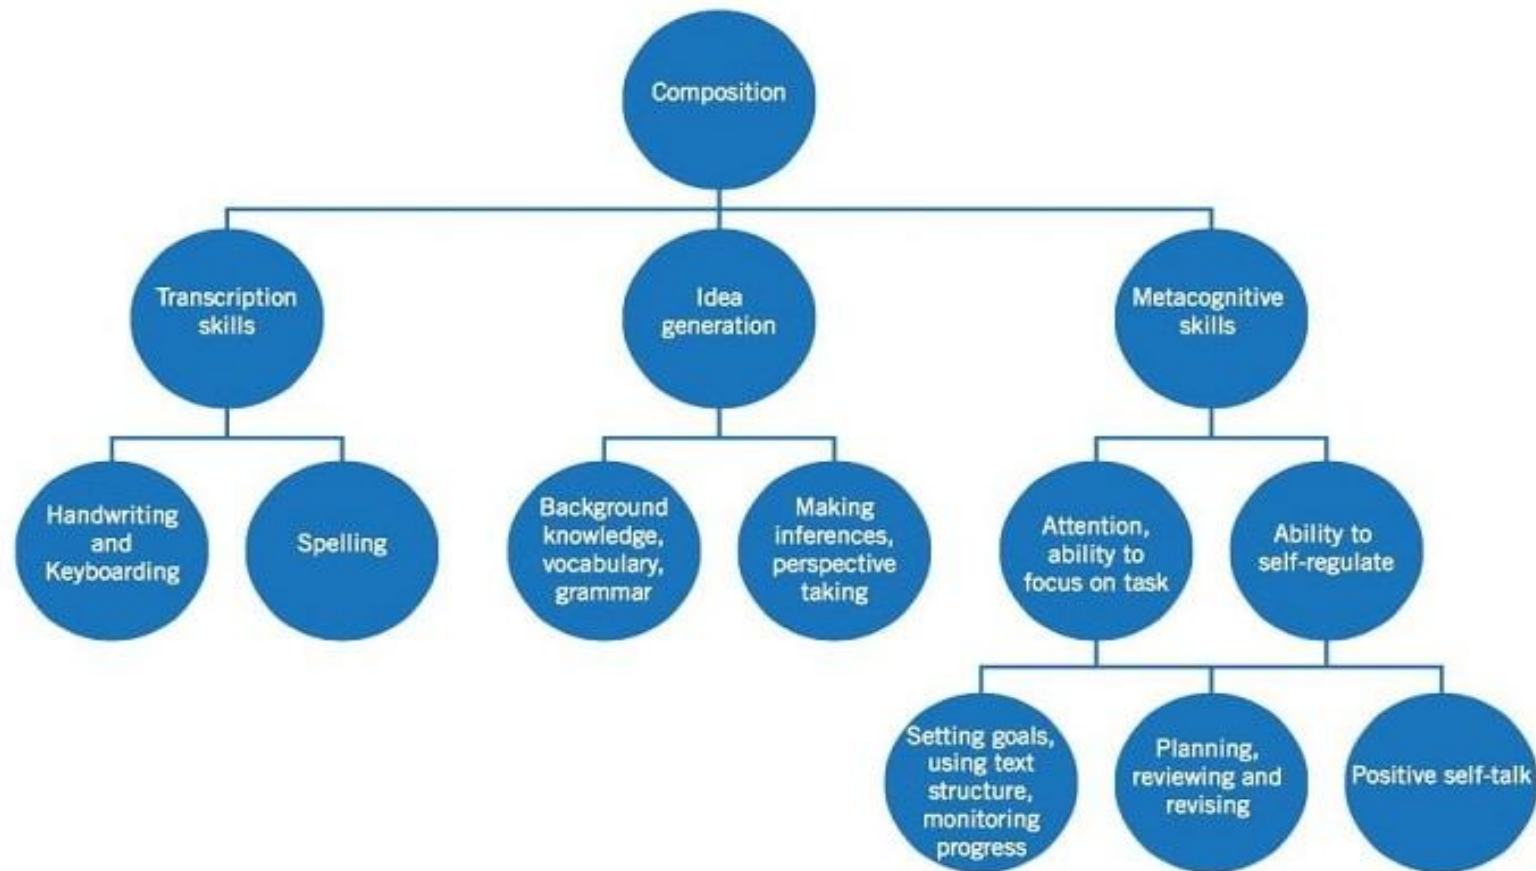 Composition
Transcription
skills
Idea
generation
Metacognitive
skills
Handwriting
and
Keyboarding
Spelling
Background
knowledge,
vocabulary,
grammar
Making
inferences,
perspective
taking
Attention,
ability to
focus on task
Ability to
self-regulate
Setting goals,
using text
structure,
monitoring
progress
Planning,
reviewing and
revising
Positive self-talk